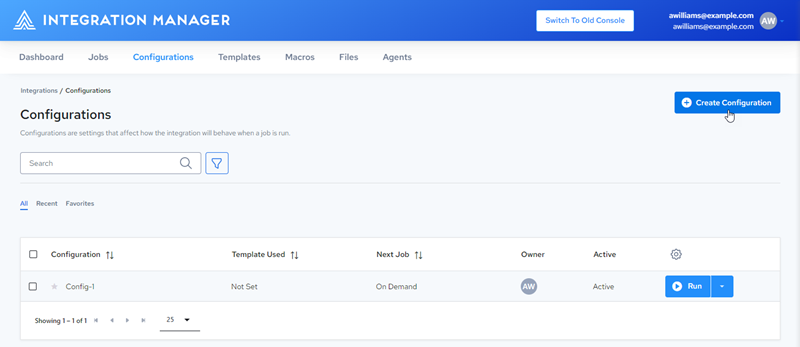 INTEGRATION MANAGER
Switch To Old Console
awilliams@example.com
awilliams@example.com
AW
Dashboard Jobs Configurations Templates Macros Files Agents
Integrations / Configurations
Configurations
Create Configuration
Configurations are settings that affect how the integration will behave when a job is run.
Search
All Recent Favorites
Configuration Template Used Next Job Owner Active
Config-1 Not Set On Demand AW Active Run
Showing 1 – 1 of 1 25